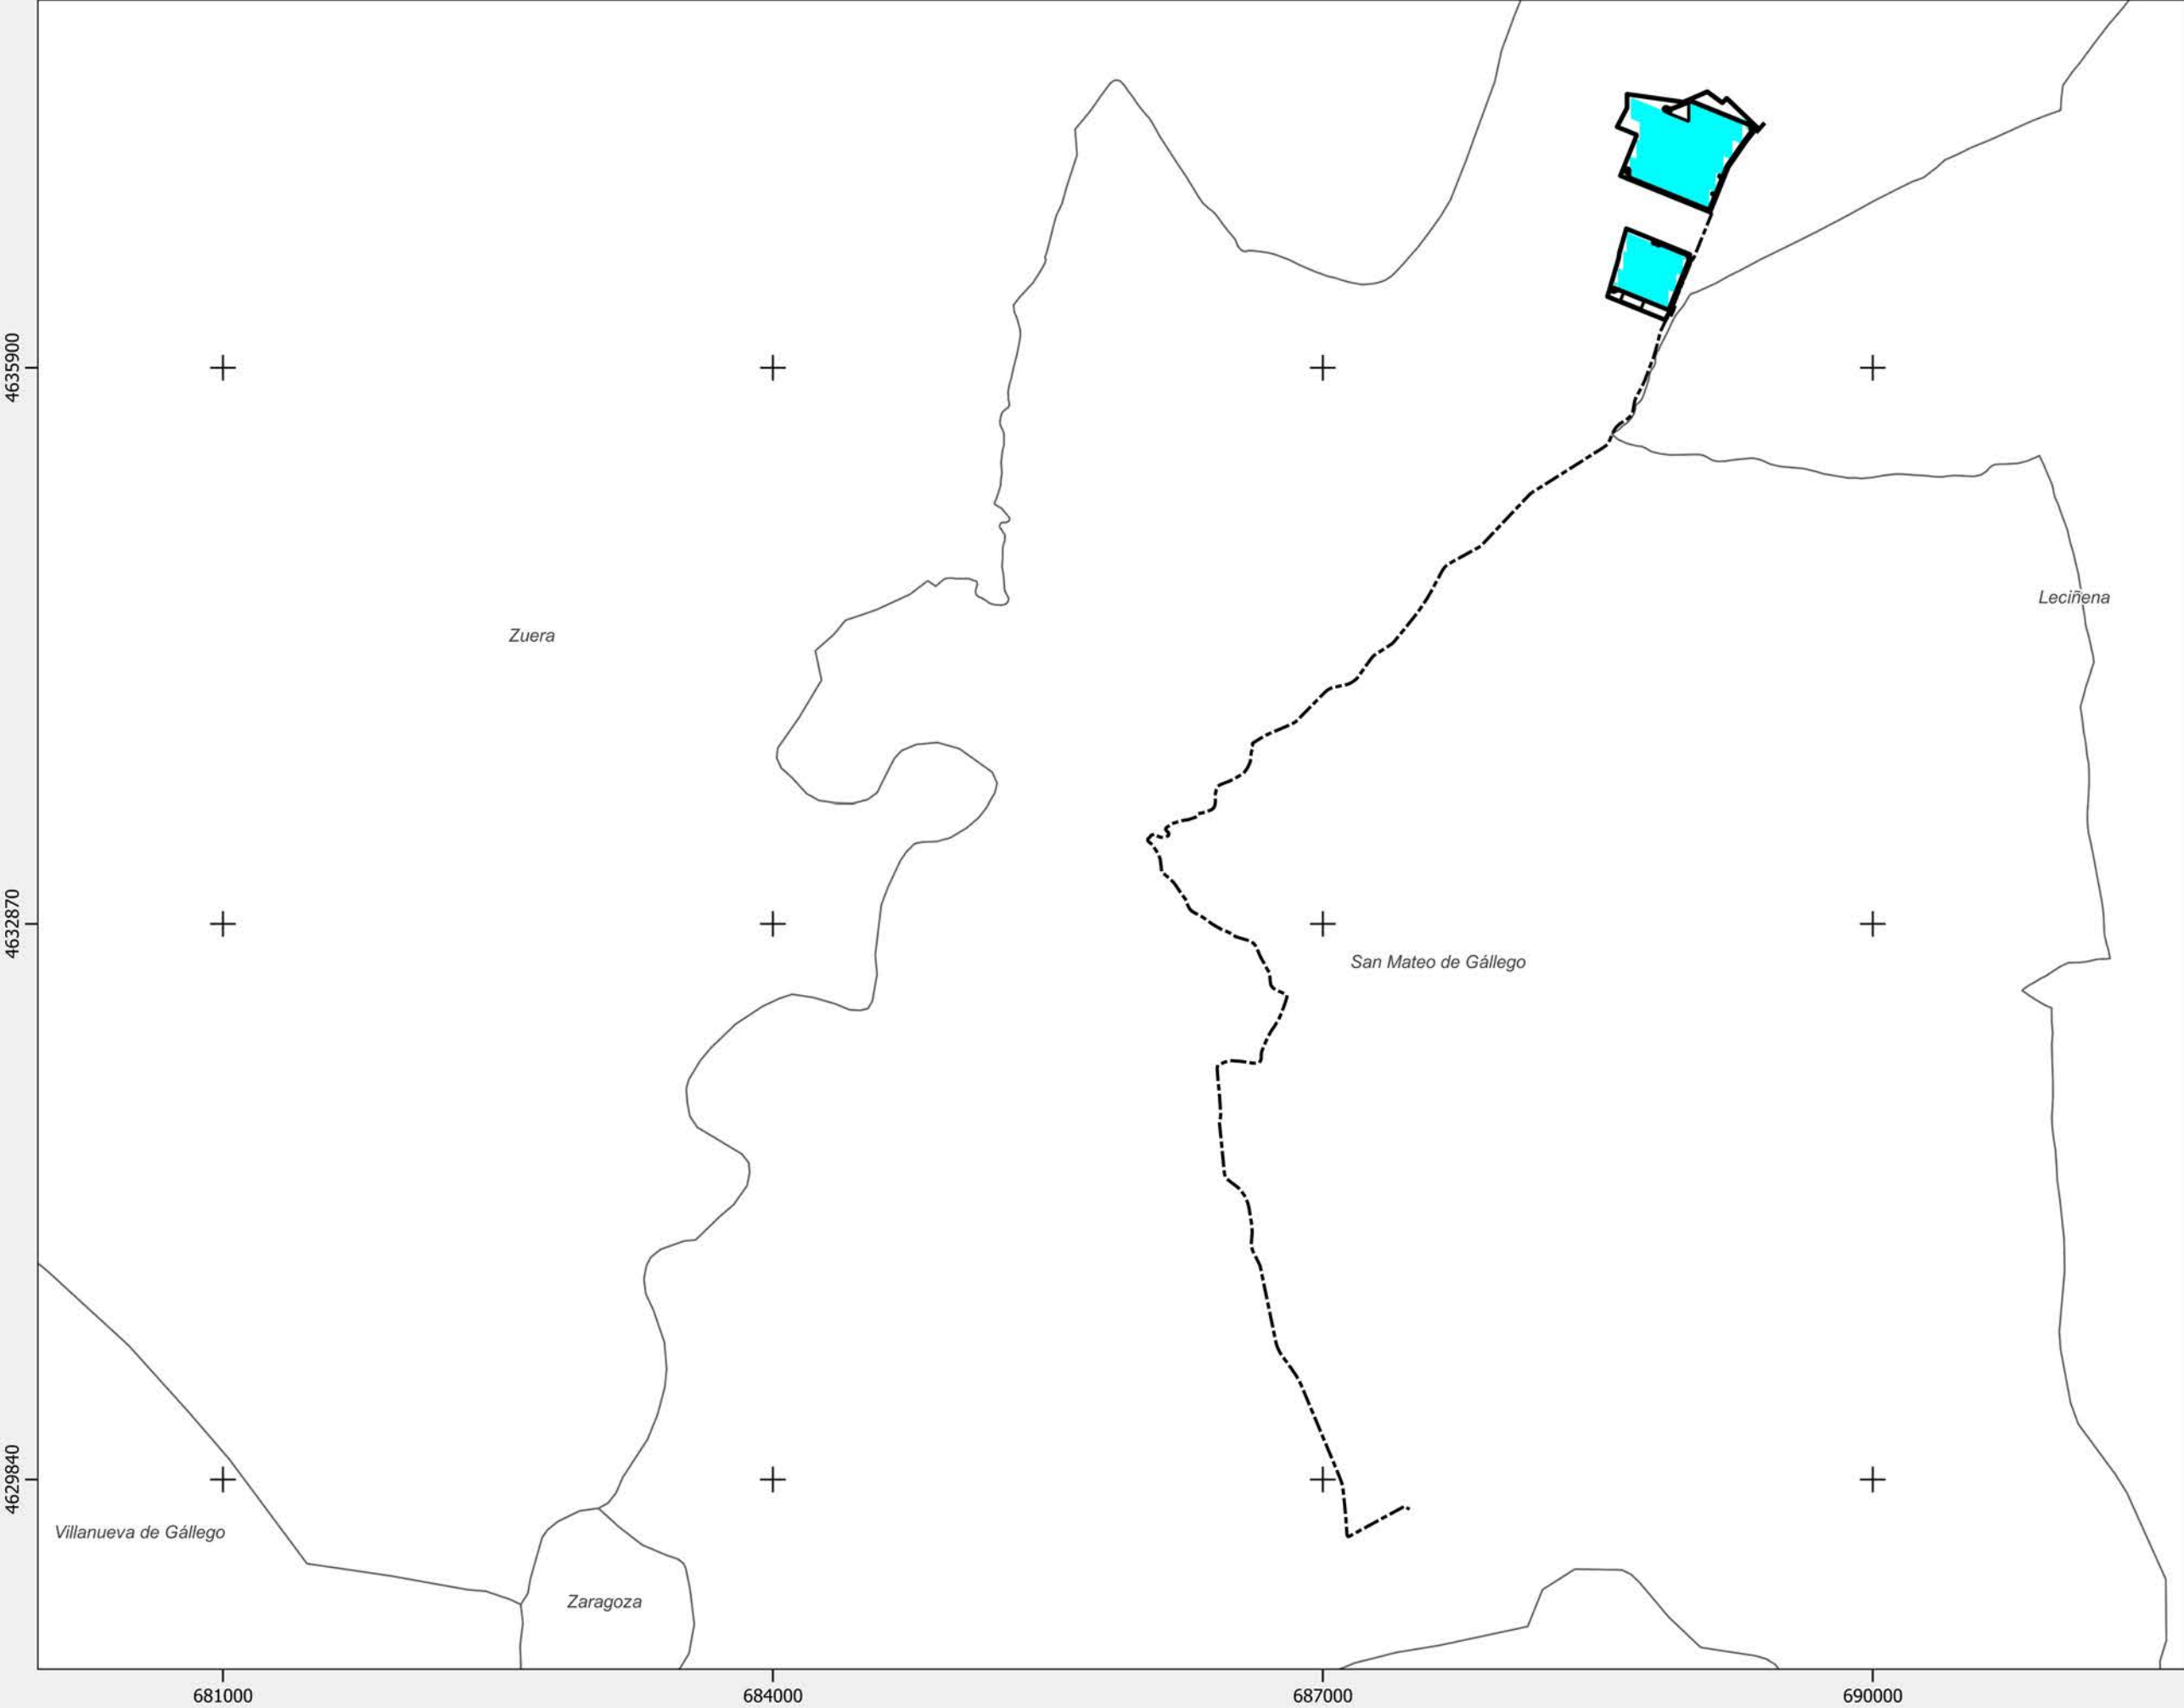 4635900
Leciñena
Zuera
4632870
San Mateo de Gállego
4629840
Villanueva de Gállego
Zaragoza
681000
684000
687000
690000